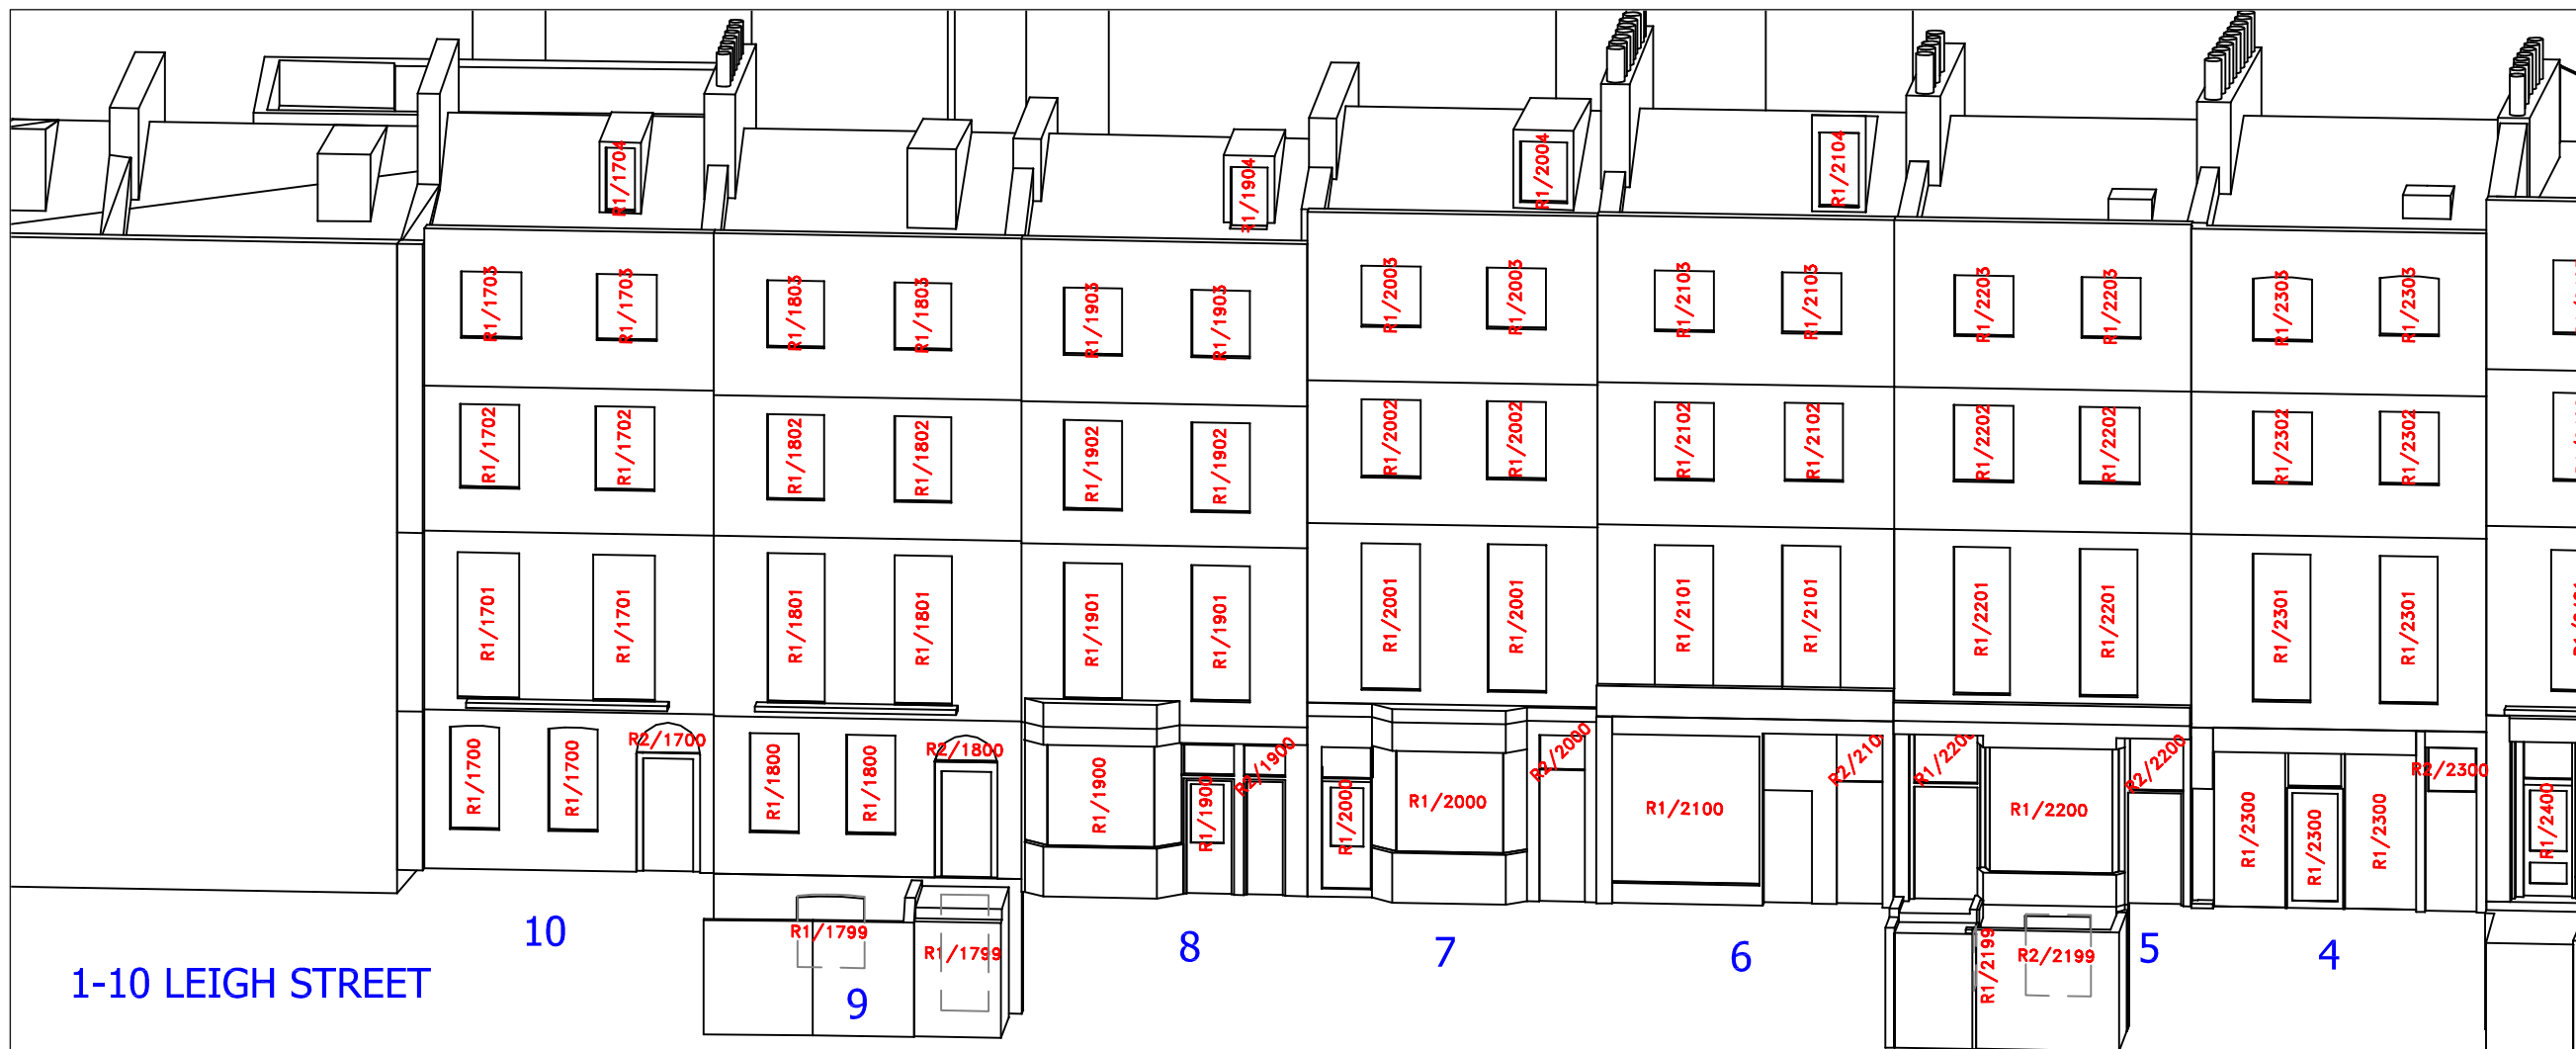 R1/1704
R1/1904
R1/2004
R1/2104
R1/1703
R1/1703
R1/1803
R1/1803
R1/1903
R1/1903
R1/2003
R1/2003
R1/2103
R1/2103
R1/2203
R1/2203
R1/2303
R1/2303
R1/1702
R1/1702
R1/1802
R1/1802
R1/1902
R1/1902
R1/2002
R1/2002
R1/2102
R1/2102
R1/2202
R1/2202
R1/2302
R1/2302
R1/1701
R1/1701
R1/1801
R1/1801
R1/1901
R1/1901
R1/2001
R1/2001
R1/2101
R1/2101
R1/2201
R1/2201
R1/2301
R1/2301
R1/1700
R1/1700
R2/1700
R1/1800
R1/1800
R2/1800
R1/1900
R1/1900
R2/1900
R1/2000
R1/2000
R2/2000
R1/2100
R2/210
R1/2200
R1/2200
R2/2200
R1/2300
R1/2300
R1/2300
R2/2300
R1/2400
R1/1799
R1/1799
R1/2199
R2/2199
10
9
8
7
6
5
4
1-10 LEIGH STREET